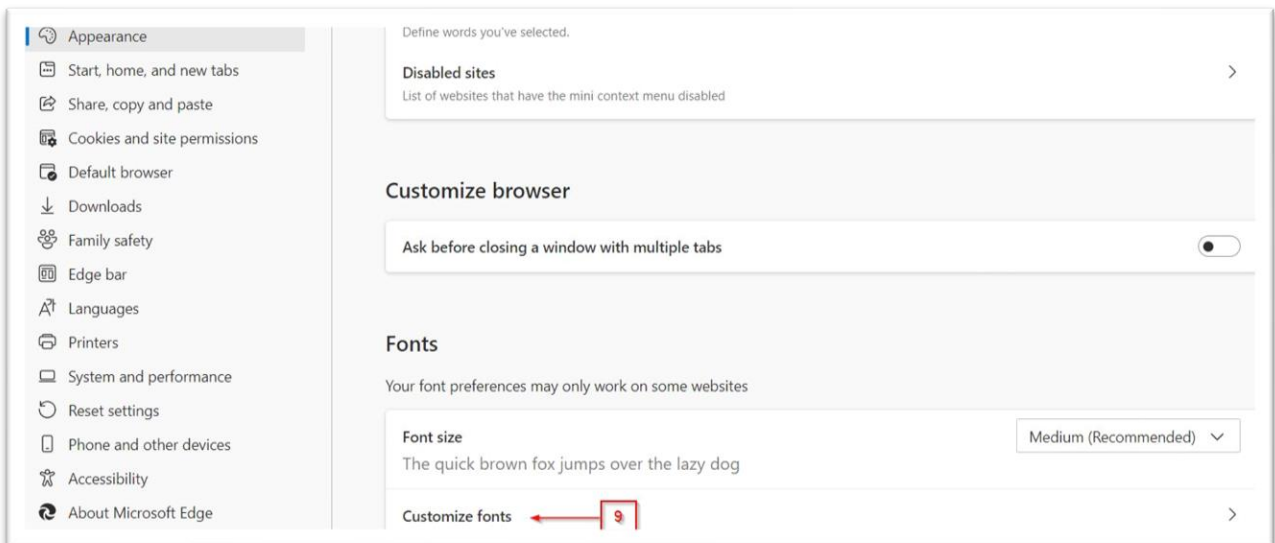 Appearance
Start, home, and new tabs
Share, copy and paste
Cookies and site permissions
Default browser
Downloads
Family safety
Edge bar
Languages
Printers
System and performance
Reset settings
Phone and other devices
Accessibility
About Microsoft Edge
Define words you've selected.
Disabled sites
List of websites that have the mini context menu disabled
Customize browser
Ask before closing a window with multiple tabs
Fonts
Your font preferences may only work on some websites
Font size
Medium (Recommended)
The quick brown fox jumps over the lazy dog
Customize fonts
9